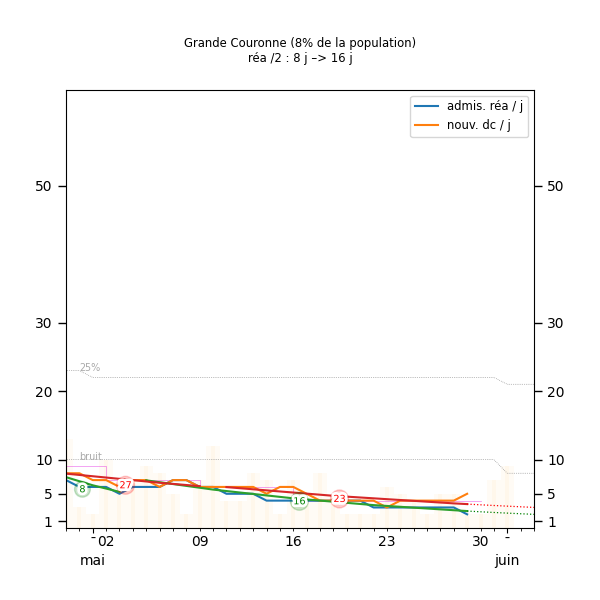 Grande Couronne (8% de la population)
réa /2 : 8 j –> 16 j
admis. réa / j
nouv. dc / j
50 50
30 30
25%
20 20
bruit
10 10
8 27 16 23
5 5
1 1
- 02 09 16 23 30 -
mai juin